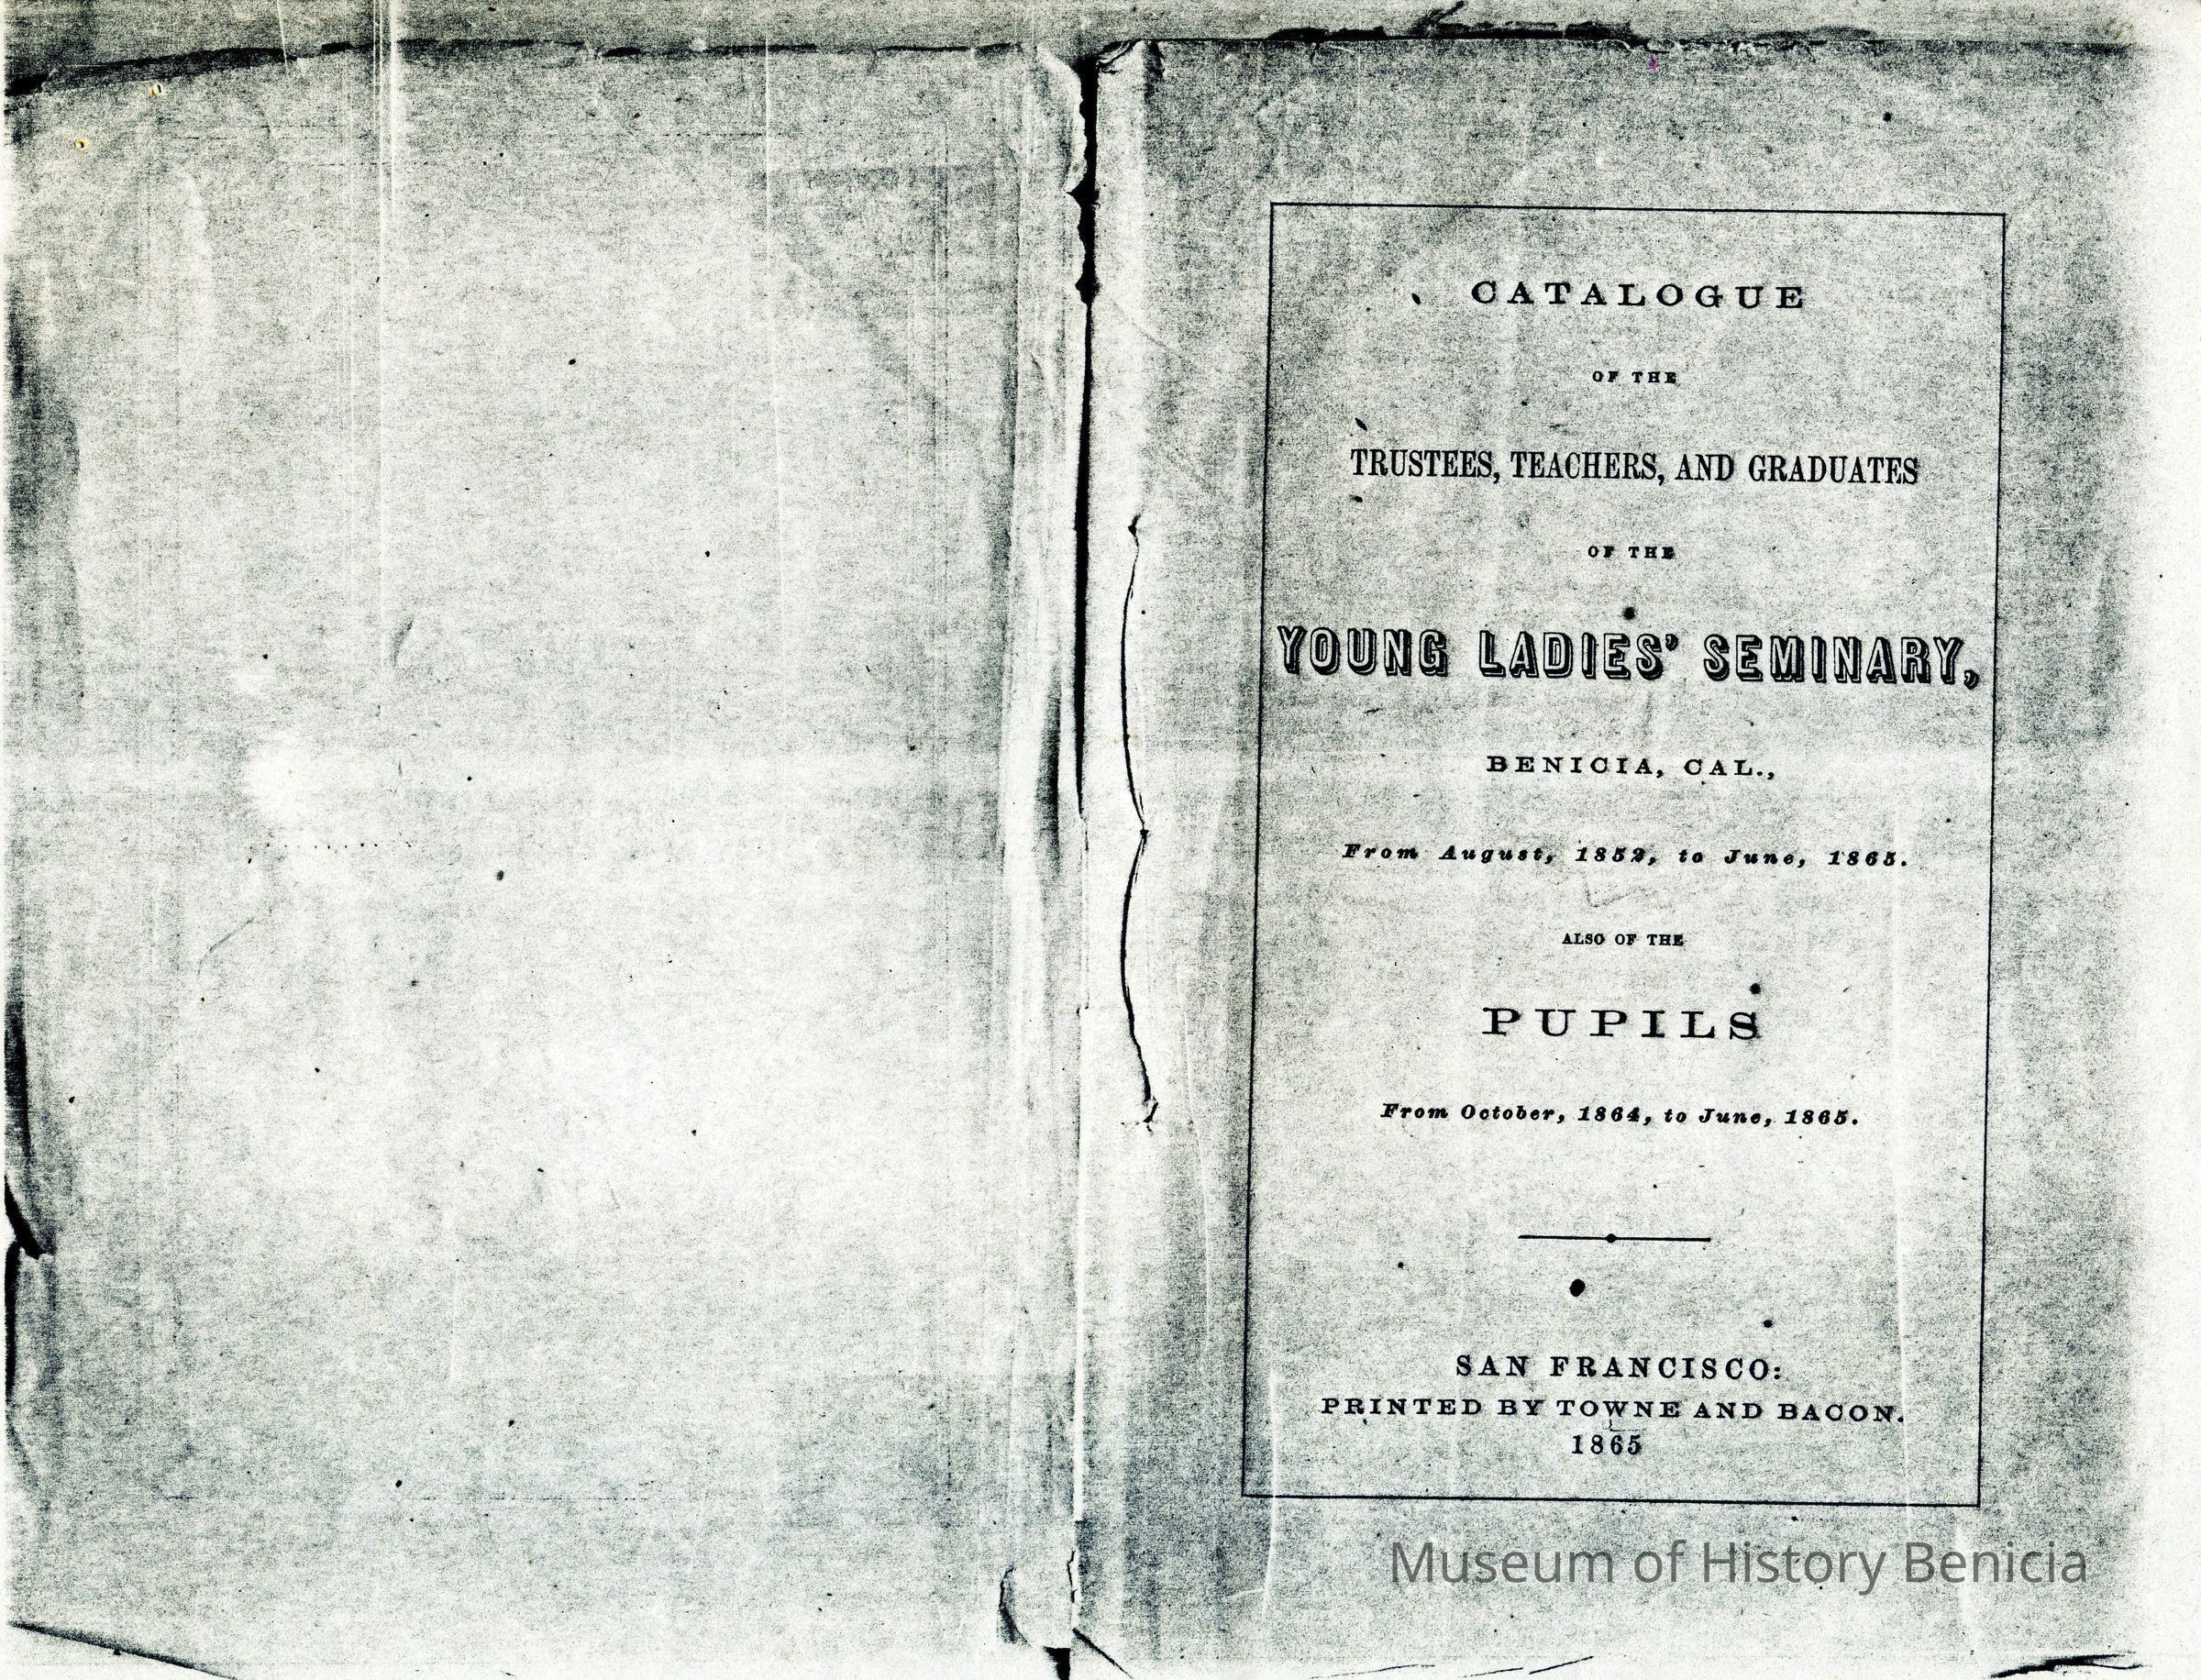 CATALOGUE
OF THE
TRUSTEES, TEACHERS, AND GRADUATES
OF THE
YOUNG LADIES' SEMINARY,
BENICIA, CAL.,
From August, 1852, to June, 1865.
ALSO OF THE
PUPILS
From October, 1864, to June, 1865.
SAN FRANCISCO:
PRINTED BY TOWNE AND BACON.
1865
Museum of History Benicia